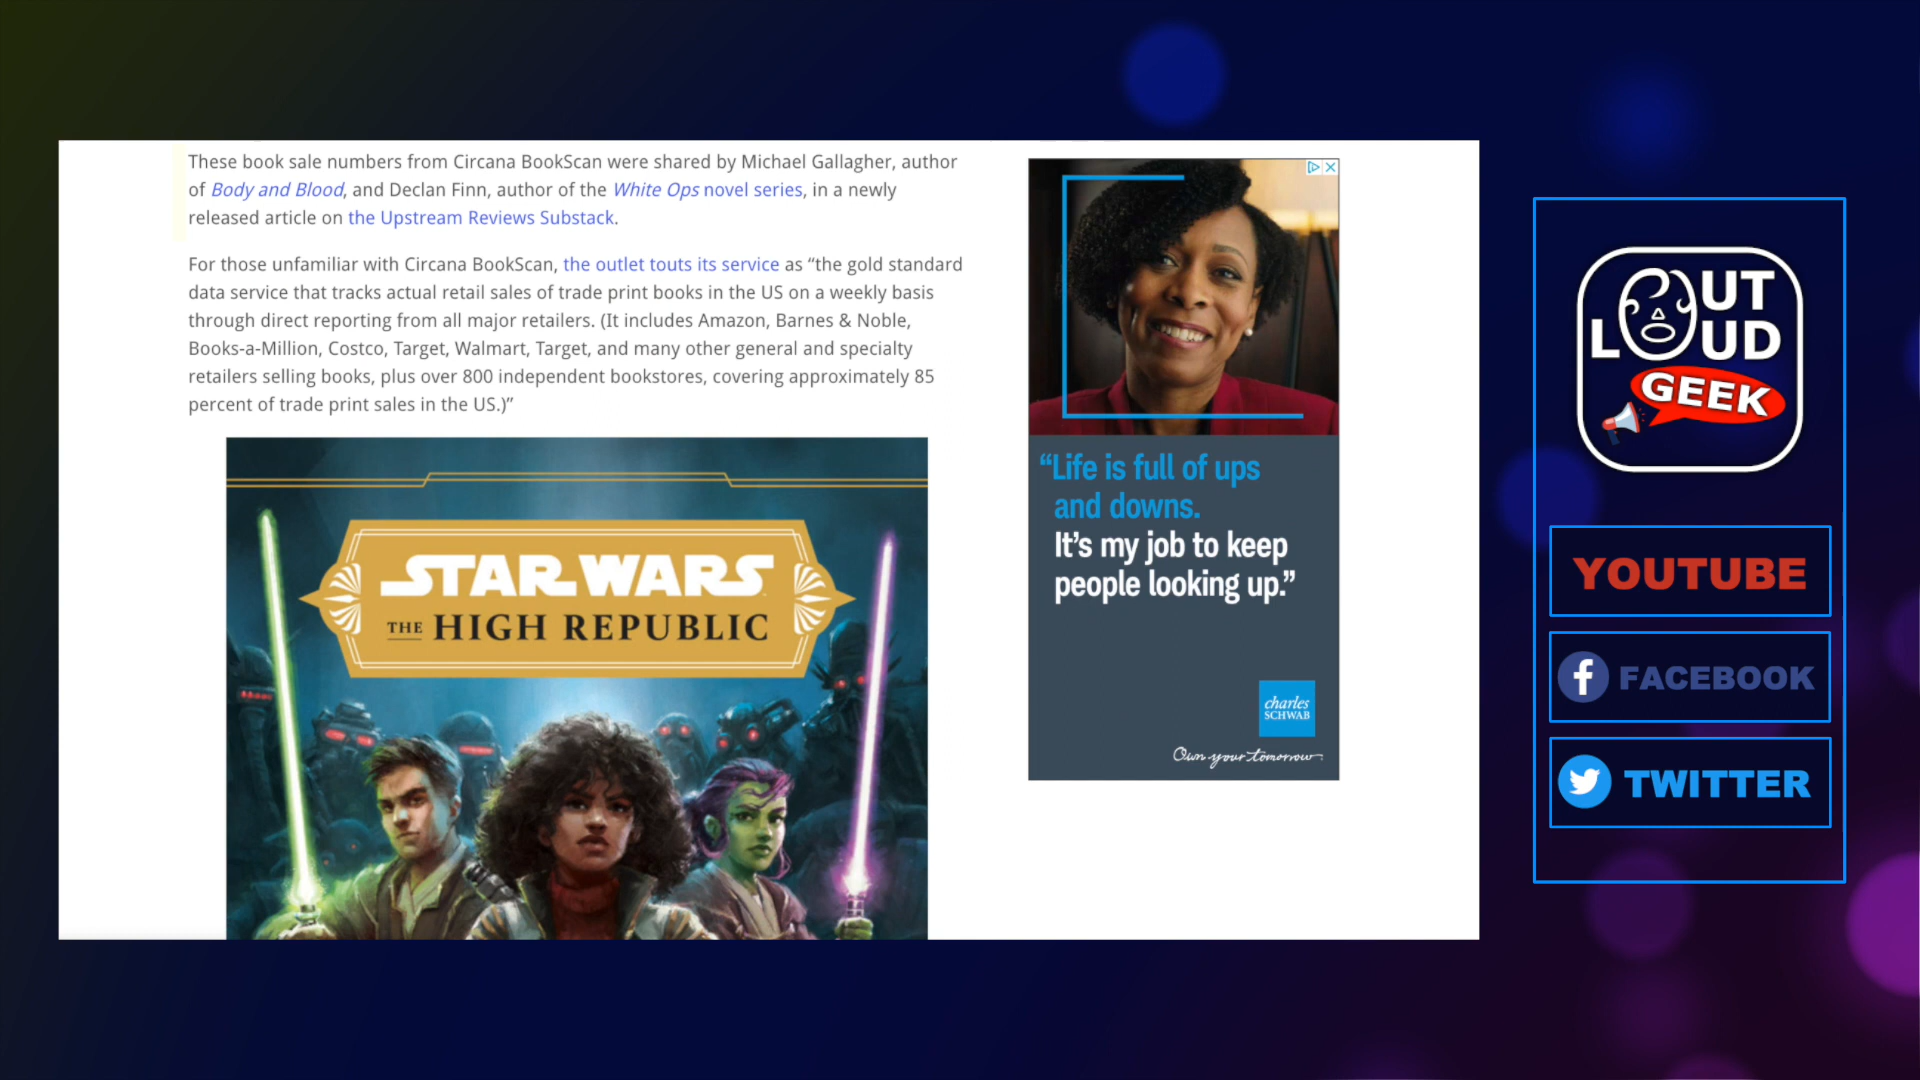 These book sale numbers from Circana BookScan were shared by Michael Gallagher, author
of Body and Blood, and Declan Finn, author of the White Ops novel series, in a newly
released article on the Upstream Reviews Substack.
For those unfamiliar with Circana BookScan, the outlet touts its service as “the gold standard
data service that tracks actual retail sales of trade print books in the US on a weekly basis
through direct reporting from all major retailers. (It includes Amazon, Barnes & Noble,
Books-a-Million, Costco, Target, Walmart, Target, and many other general and specialty
retailers selling books, plus over 800 independent bookstores, covering approximately 85
percent of trade print sales in the US.)”
STAR WARS
THE HIGH REPUBLIC
“Life is full of ups
and downs.
It’s my job to keep
people looking up.”
charles
SCHWAB
Own your tomorrow
OUT
LOUD
GEEK
YOUTUBE
f FACEBOOK
TWITTER